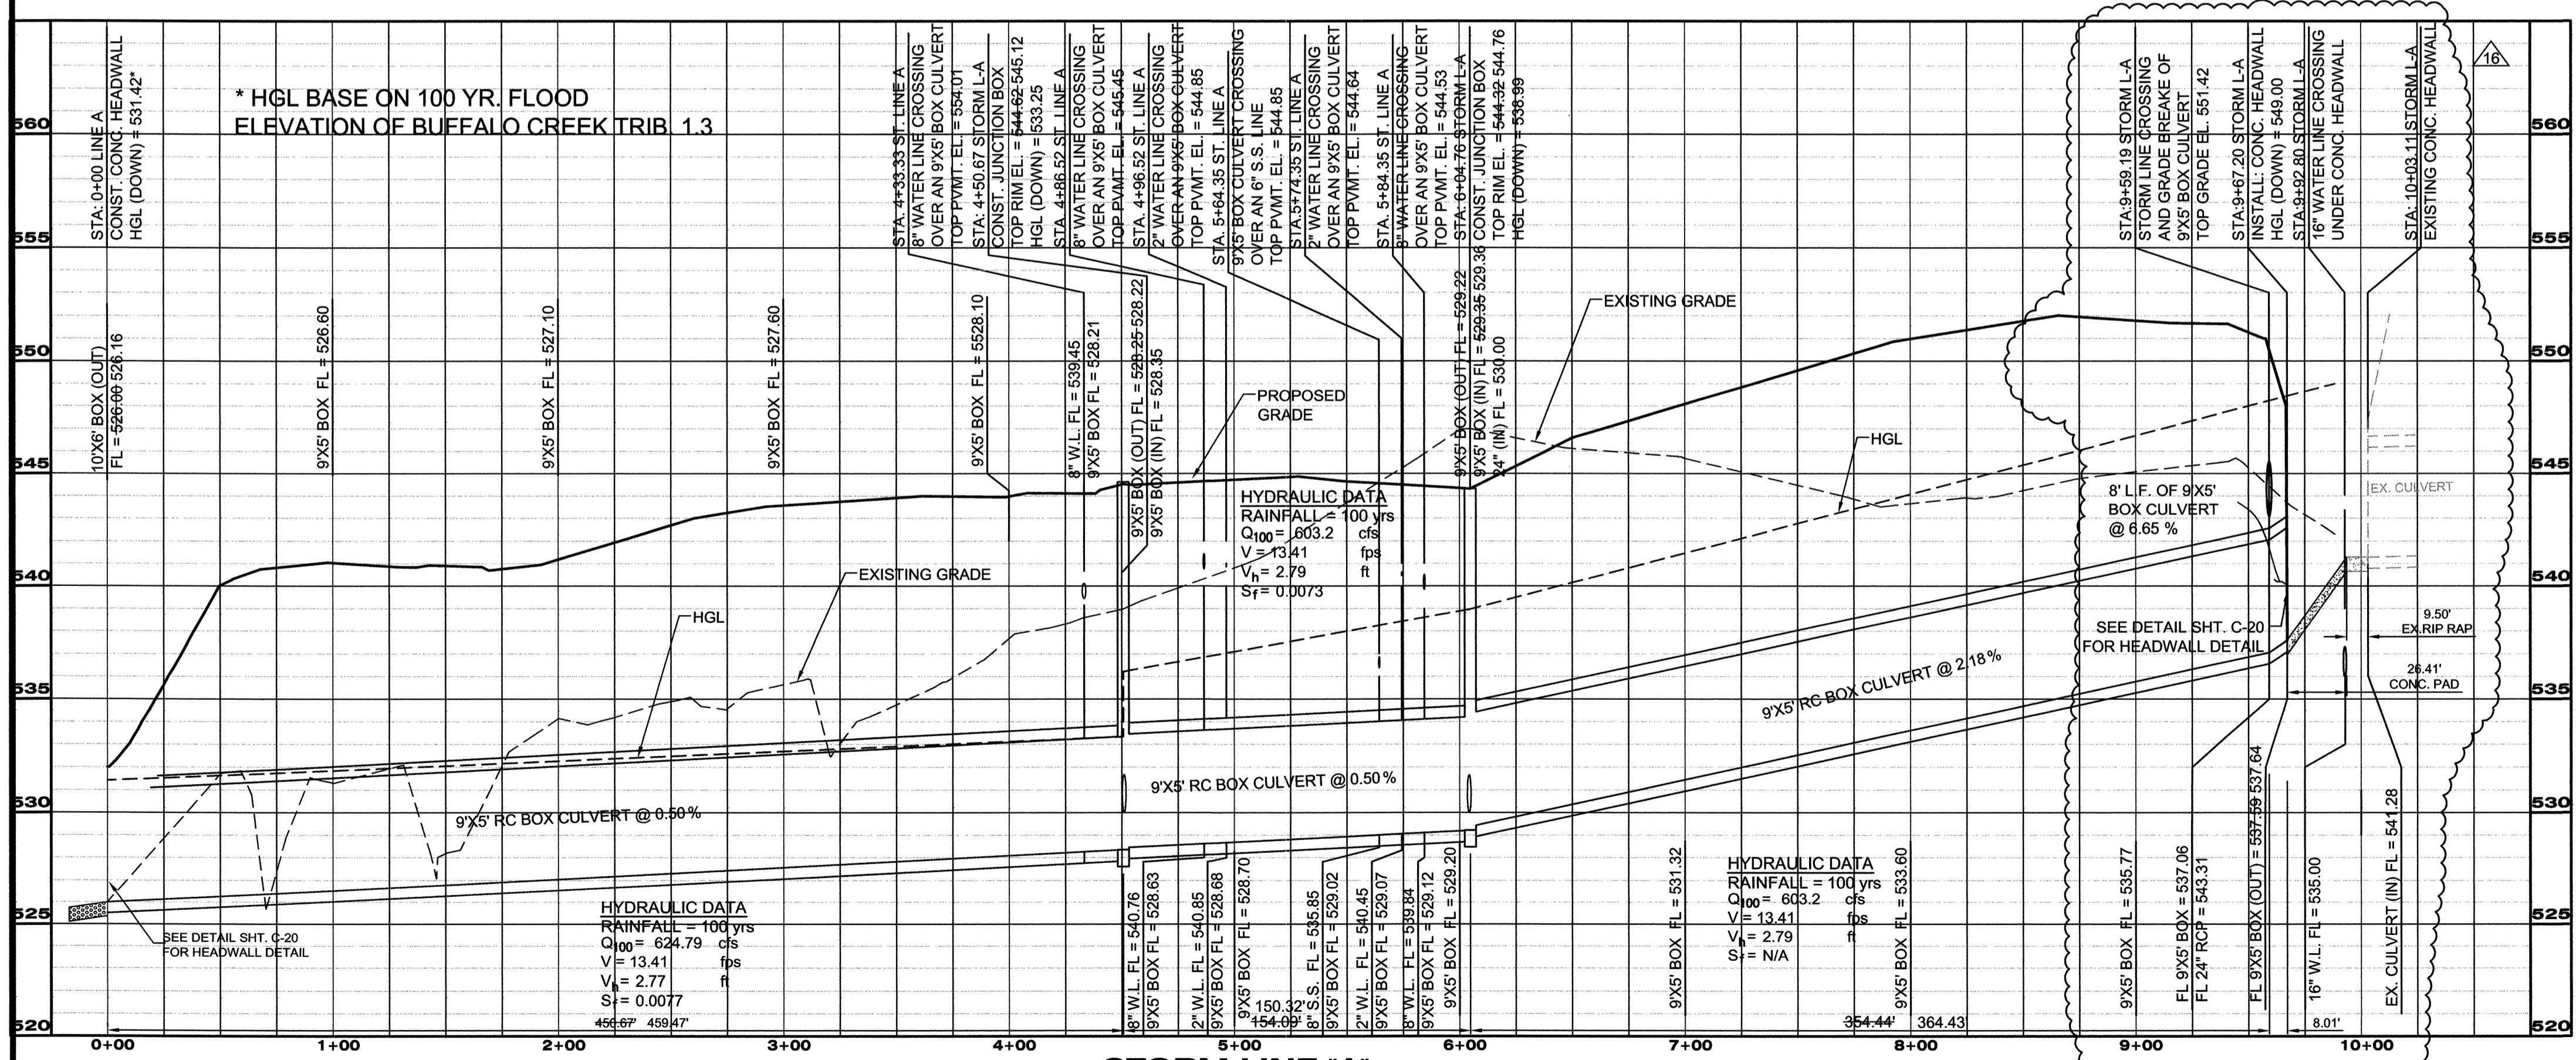 * HGL BASE ON 100 YR. FLOOD
ELEVATION OF BUFFALO CREEK TRIB. 1.3
STA: 0+00 LINE A
CONST. CONC. HEADWALL
HGL (DOWN) = 531.42*
STA. 4+33.33 ST. LINE A
8" WATER LINE CROSSING
OVER AN 9'X5' BOX CULVERT
TOP PVMT. EL. = 554.01
STA: 4+50.67 STORM L-A
CONST. JUNCTION BOX
TOP RIM EL. = 544.62 545.12
HGL (DOWN) = 533.25
STA. 4+86.52 ST. LINE A
8" WATER LINE CROSSING
OVER AN 9'X5' BOX CULVERT
TOP PVMT. EL. = 545.45
STA. 4+96.52 ST. LINE A
2" WATER LINE CROSSING
OVER AN 9'X5' BOX CULVERT
TOP PVMT. EL. = 544.85
STA. 5+64.35 ST. LINE A
9'X5' BOX CULVERT CROSSING
OVER AN 6" S.S. LINE
TOP PVMT. EL. = 544.85
STA.5+74.35 ST. LINE A
2" WATER LINE CROSSING
OVER AN 9'X5' BOX CULVERT
TOP PVMT. EL. = 544.64
STA. 5+84.35 ST. LINE A
8" WATER LINE CROSSING
OVER AN 9'X5' BOX CULVERT
TOP PVMT. EL. = 544.53
STA: 6+04.76 STORM L-A
CONST. JUNCTION BOX
TOP RIM EL. = 544.32 544.76
HGL (DOWN) = 538.99
STA:9+59.19 STORM L-A
STORM LINE CROSSING
AND GRADE BREAKE OF
9'X5' BOX CULVERT
TOP GRADE EL. 551.42
STA:9+67.20 STORM L-A
INSTALL: CONC. HEADWALL
HGL (DOWN) = 549.00
STA:9+92.80 STORM L-A
16" WATER LINE CROSSING
UNDER CONC. HEADWALL
STA: 10+03.11 STORM L-A
EXISTING CONC. HEADWALL
16
560
560
555
555
550
550
545
545
540
540
535
535
530
530
525
525
520
520
10'X6' BOX (OUT)
FL = 526.00 526.16
9'X5' BOX FL = 526.60
9'X5' BOX FL = 527.10
9'X5' BOX FL = 527.60
9'X5' BOX FL = 5528.10
8" W.L. FL = 539.45
9'X5' BOX FL = 528.21
9'X5' BOX (OUT) FL = 528.25 528.22
9'X5' BOX (IN) FL = 528.35
9'X5' BOX (OUT) FL = 529.22
9'X5' BOX (IN) FL = 529.35 529.36
24" (IN) FL = 530.00
EXISTING GRADE
PROPOSED
GRADE
HGL
HYDRAULIC DATA
RAINFALL = 100 yrs
Q100 = 603.2 cfs
V = 13.41 fps
Vh = 2.79 ft
Sf = 0.0073
EXISTING GRADE
HGL
8' L.F. OF 9'X5'
BOX CULVERT
@ 6.65 %
EX. CULVERT
SEE DETAIL SHT. C-20
FOR HEADWALL DETAIL
9.50'
EX.RIP RAP
26.41'
CONC. PAD
9'X5' RC BOX CULVERT @ 2.18%
9'X5' RC BOX CULVERT @ 0.50%
9'X5' RC BOX CULVERT @ 0.50%
SEE DETAIL SHT. C-20
FOR HEADWALL DETAIL
HYDRAULIC DATA
RAINFALL = 100 yrs
Q100 = 624.79 cfs
V = 13.41 fps
Vh = 2.77 ft
Sf = 0.0077
8" W.L. FL = 540.76
9'X5' BOX FL = 528.63
2" W.L. FL = 540.85
9'X5' BOX FL = 528.68
9'X5' BOX FL = 528.70
8" S.S. FL = 535.85
9'X5' BOX FL = 529.02
2" W.L. FL = 540.45
9'X5' BOX FL = 529.07
8" W.L. FL = 539.84
9'X5' BOX FL = 529.12
9'X5' BOX FL = 529.20
9'X5' BOX FL = 531.32
HYDRAULIC DATA
RAINFALL = 100 yrs
Q100 = 603.2 cfs
V = 13.41 fps
Vh = 2.79 ft
Sf = N/A
9'X5' BOX FL = 533.60
9'X5' BOX FL = 535.77
FL 9'X5' BOX = 537.06
FL 24" RCP = 543.31
FL 9'X5' BOX (OUT) = 537.59 537.64
16" W.L. FL = 535.00
EX. CULVERT (IN) FL = 541.28
450.67' 459.47'
150.32'
154.09'
354.44' 364.43'
8.01'
0+00 1+00 2+00 3+00 4+00 5+00 6+00 7+00 8+00 9+00 10+00
STORM LINE "A"